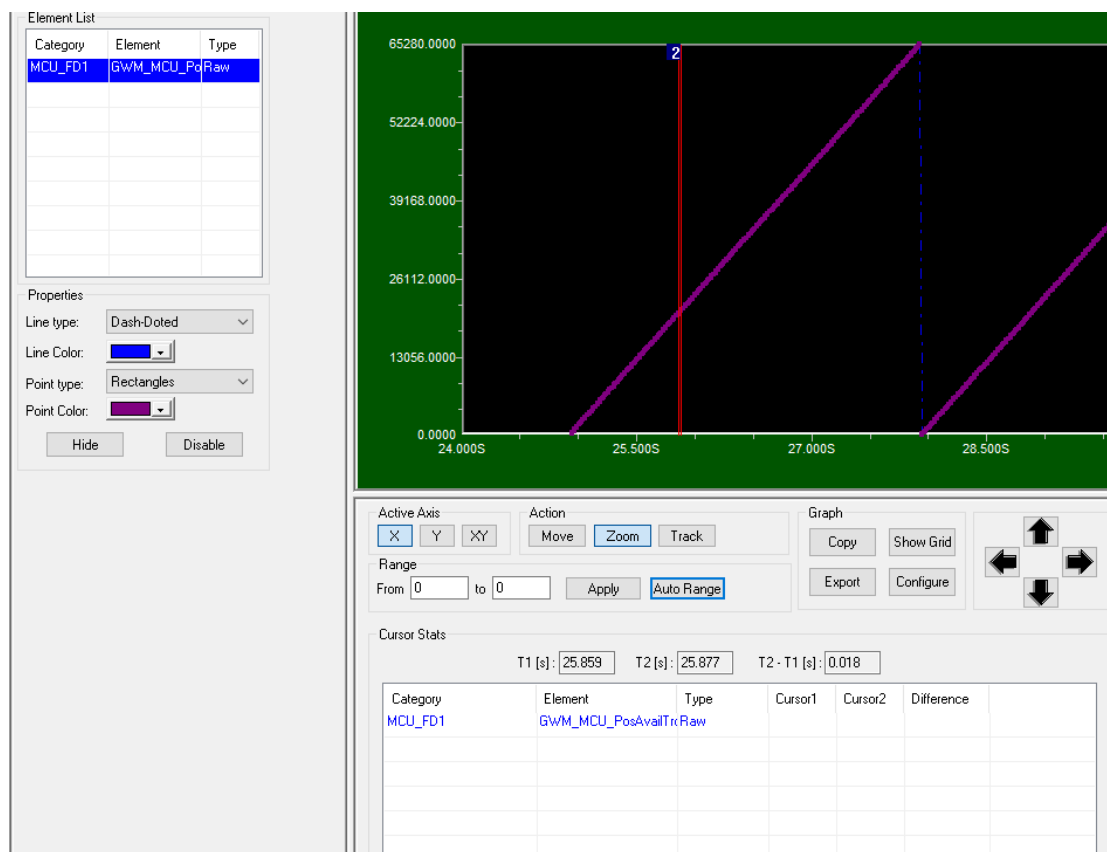 Element List
Category Element Type
MCU_FD1 GWM_MCU_Po Raw
Properties
Line type: Dash-Doted
Line Color:
Point type: Rectangles
Point Color:
Hide Disable
65280.0000
2
52224.0000
39168.0000
26112.0000
13056.0000
0.0000
24.000S 25.500S 27.000S 28.500S
Active Axis
X Y XY
Action
Move Zoom Track
Range
From 0 to 0 Apply Auto Range
Graph
Copy Show Grid
Export Configure
Cursor Stats
T1 [s] : 25.859 T2 [s] : 25.877 T2 - T1 [s] : 0.018
Category Element Type Cursor1 Cursor2 Difference
MCU_FD1 GWM_MCU_PosAvailTr Raw